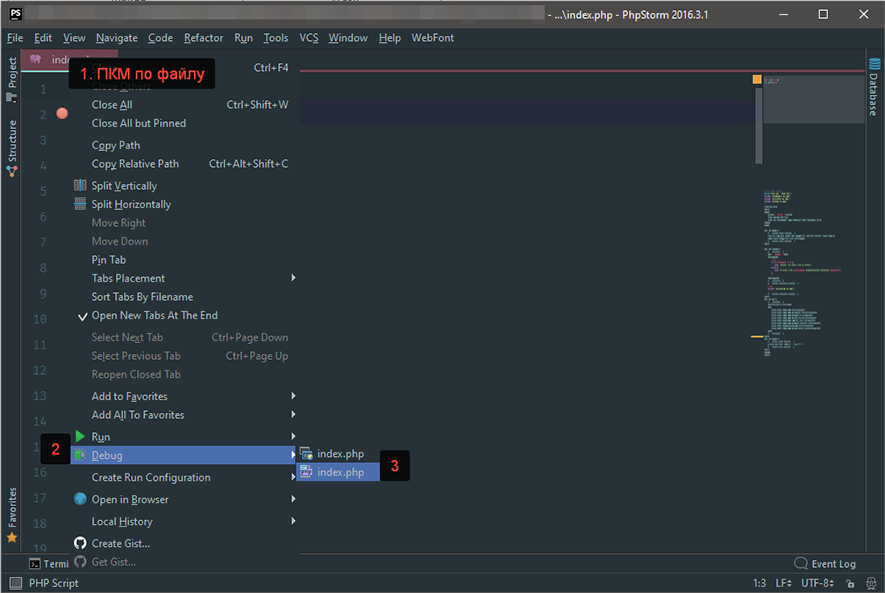 PS - ...\index.php - PhpStorm 2016.3.1
File Edit View Navigate Code Refactor Run Tools VCS Window Help WebFont
1. ПКМ по файлу
Ctrl+F4
Close All Ctrl+Shift+W
Close All but Pinned
Copy Path
Copy Relative Path Ctrl+Alt+Shift+C
Split Vertically
Split Horizontally
Move Right
Move Down
Pin Tab
Tabs Placement
Sort Tabs By Filename
Open New Tabs At The End
Select Next Tab Ctrl+Page Down
Select Previous Tab Ctrl+Page Up
Reopen Closed Tab
Add to Favorites
Add All To Favorites
Run
2 Debug
Create Run Configuration
Open in Browser
Local History
Create Gist...
Get Gist...
index.php
index.php 3
1
2
3
4
5
6
7
8
9
10
11
12
13
14
16
17
18
19
Project
Structure
Favorites
Database
Termi
Event Log
PHP Script 1:3 LF UTF-8